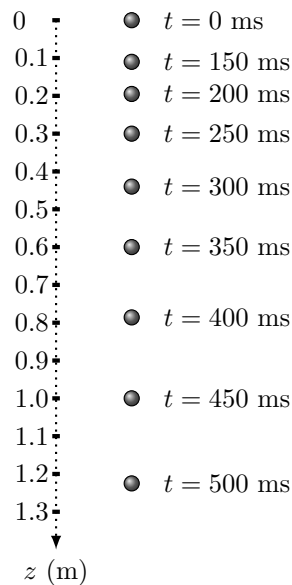 0 t = 0 ms
0.1 t = 150 ms
0.2 t = 200 ms
0.3 t = 250 ms
0.4 t = 300 ms
0.5
0.6 t = 350 ms
0.7
0.8 t = 400 ms
0.9
1.0 t = 450 ms
1.1
1.2 t = 500 ms
1.3
z (m)